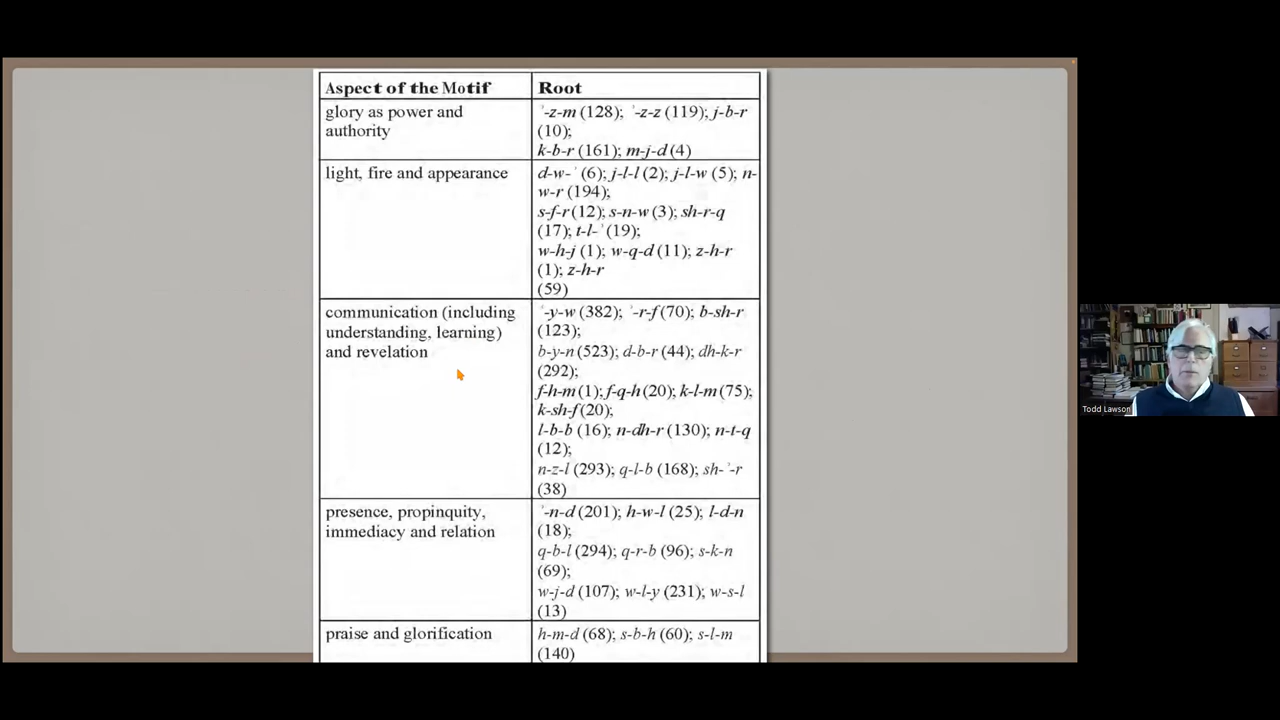 Aspect of the Motif
Root
glory as power and
authority
ʿ-z-m (128); ʿ-z-z (119); j-b-r
(10);
k-b-r (161); m-j-d (4)
light, fire and appearance
d-w-ʾ (6); j-l-l (2); j-l-w (5); n-
w-r (194);
s-f-r (12); s-n-w (3); sh-r-q
(17); t-l-ʿ (19);
w-h-j (1); w-q-d (11); z-h-r
(1); z-h-r
(59)
communication (including
understanding, learning)
and revelation
ʾ-y-w (382); ʿ-r-f (70); b-sh-r
(123);
b-y-n (523); d-b-r (44); dh-k-r
(292);
f-h-m (1); f-q-h (20); k-l-m (75);
k-sh-f (20);
l-b-b (16); n-dh-r (130); n-t-q
(12);
n-z-l (293); q-l-b (168); sh-ʿ-r
(38)
presence, propinquity,
immediacy and relation
ʿ-n-d (201); h-w-l (25); l-d-n
(18);
q-b-l (294); q-r-b (96); s-k-n
(69);
w-j-d (107); w-l-y (231); w-s-l
(13)
praise and glorification
h-m-d (68); s-b-h (60); s-l-m
(140)
Todd Lawson